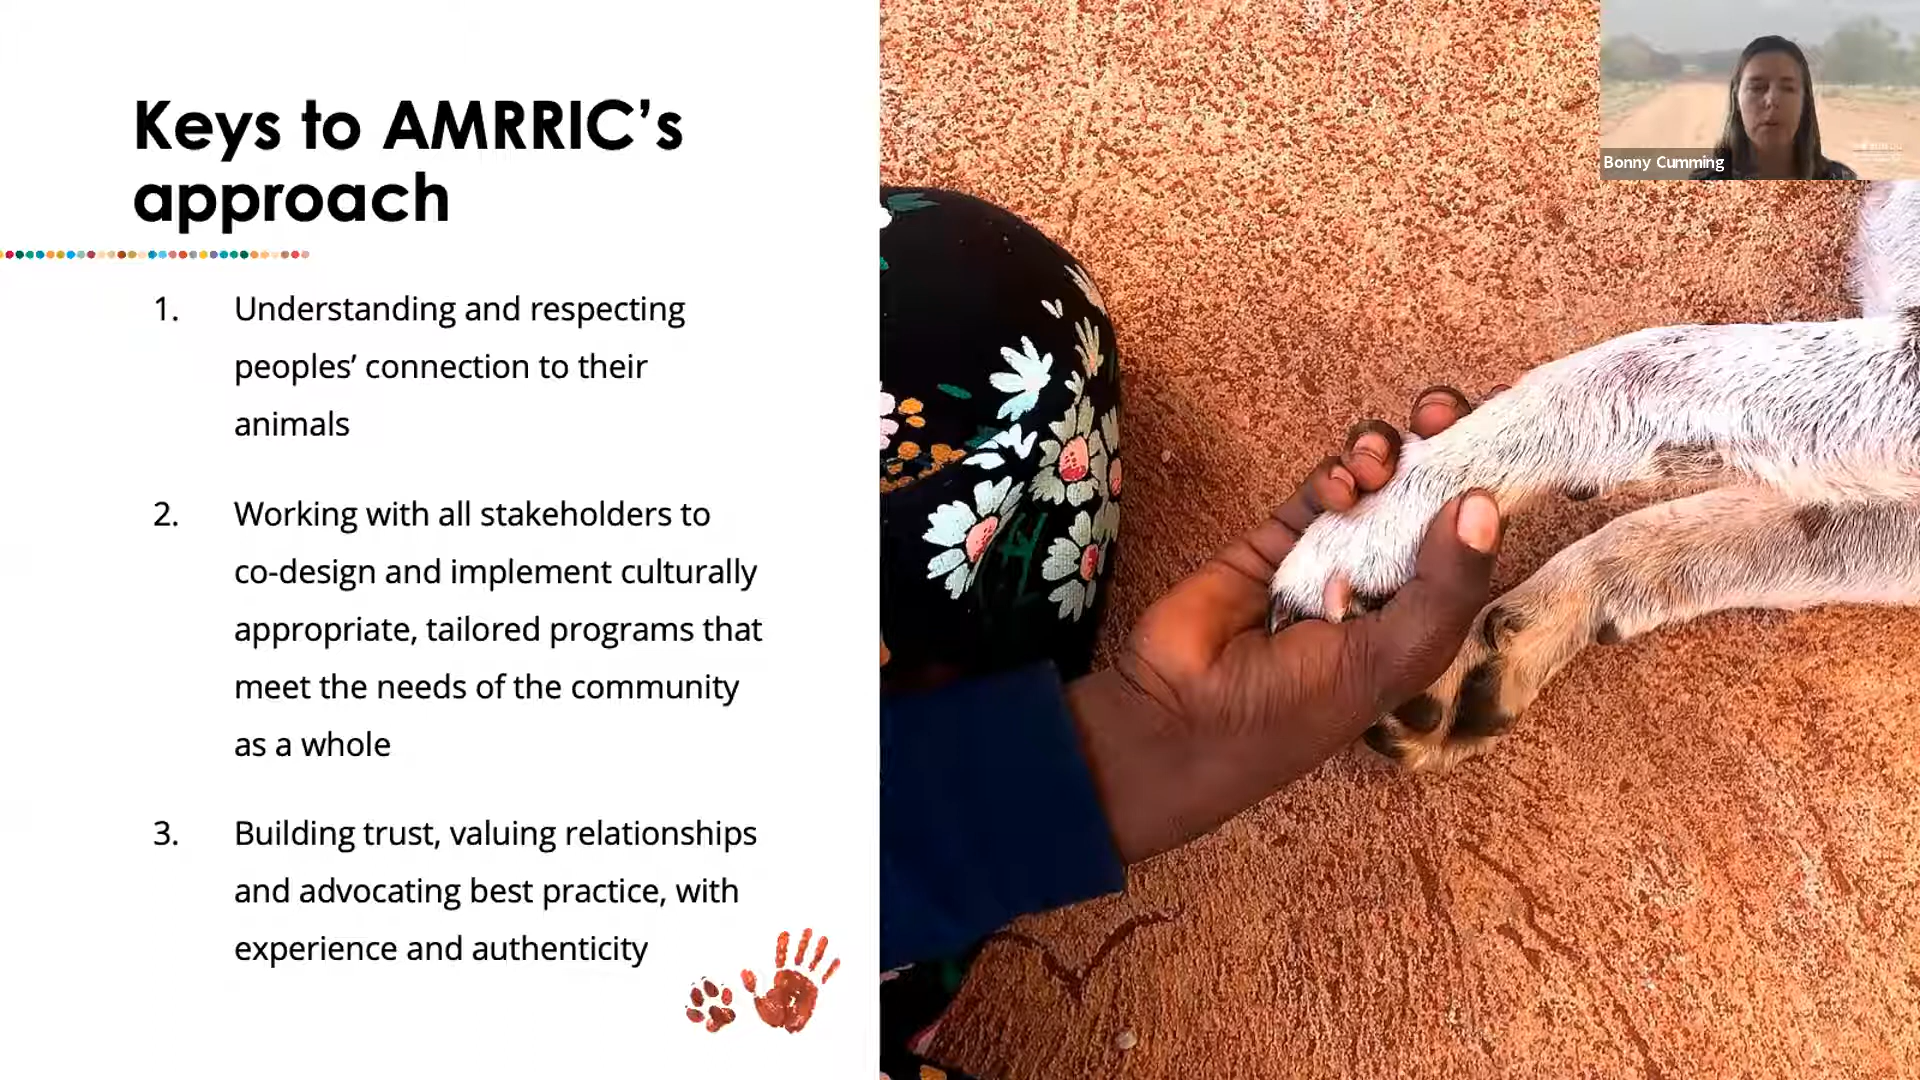 Keys to AMRRIC’s
approach
1. Understanding and respecting
peoples’ connection to their
animals
2. Working with all stakeholders to
co-design and implement culturally
appropriate, tailored programs that
meet the needs of the community
as a whole
3. Building trust, valuing relationships
and advocating best practice, with
experience and authenticity
Bonny Cumming